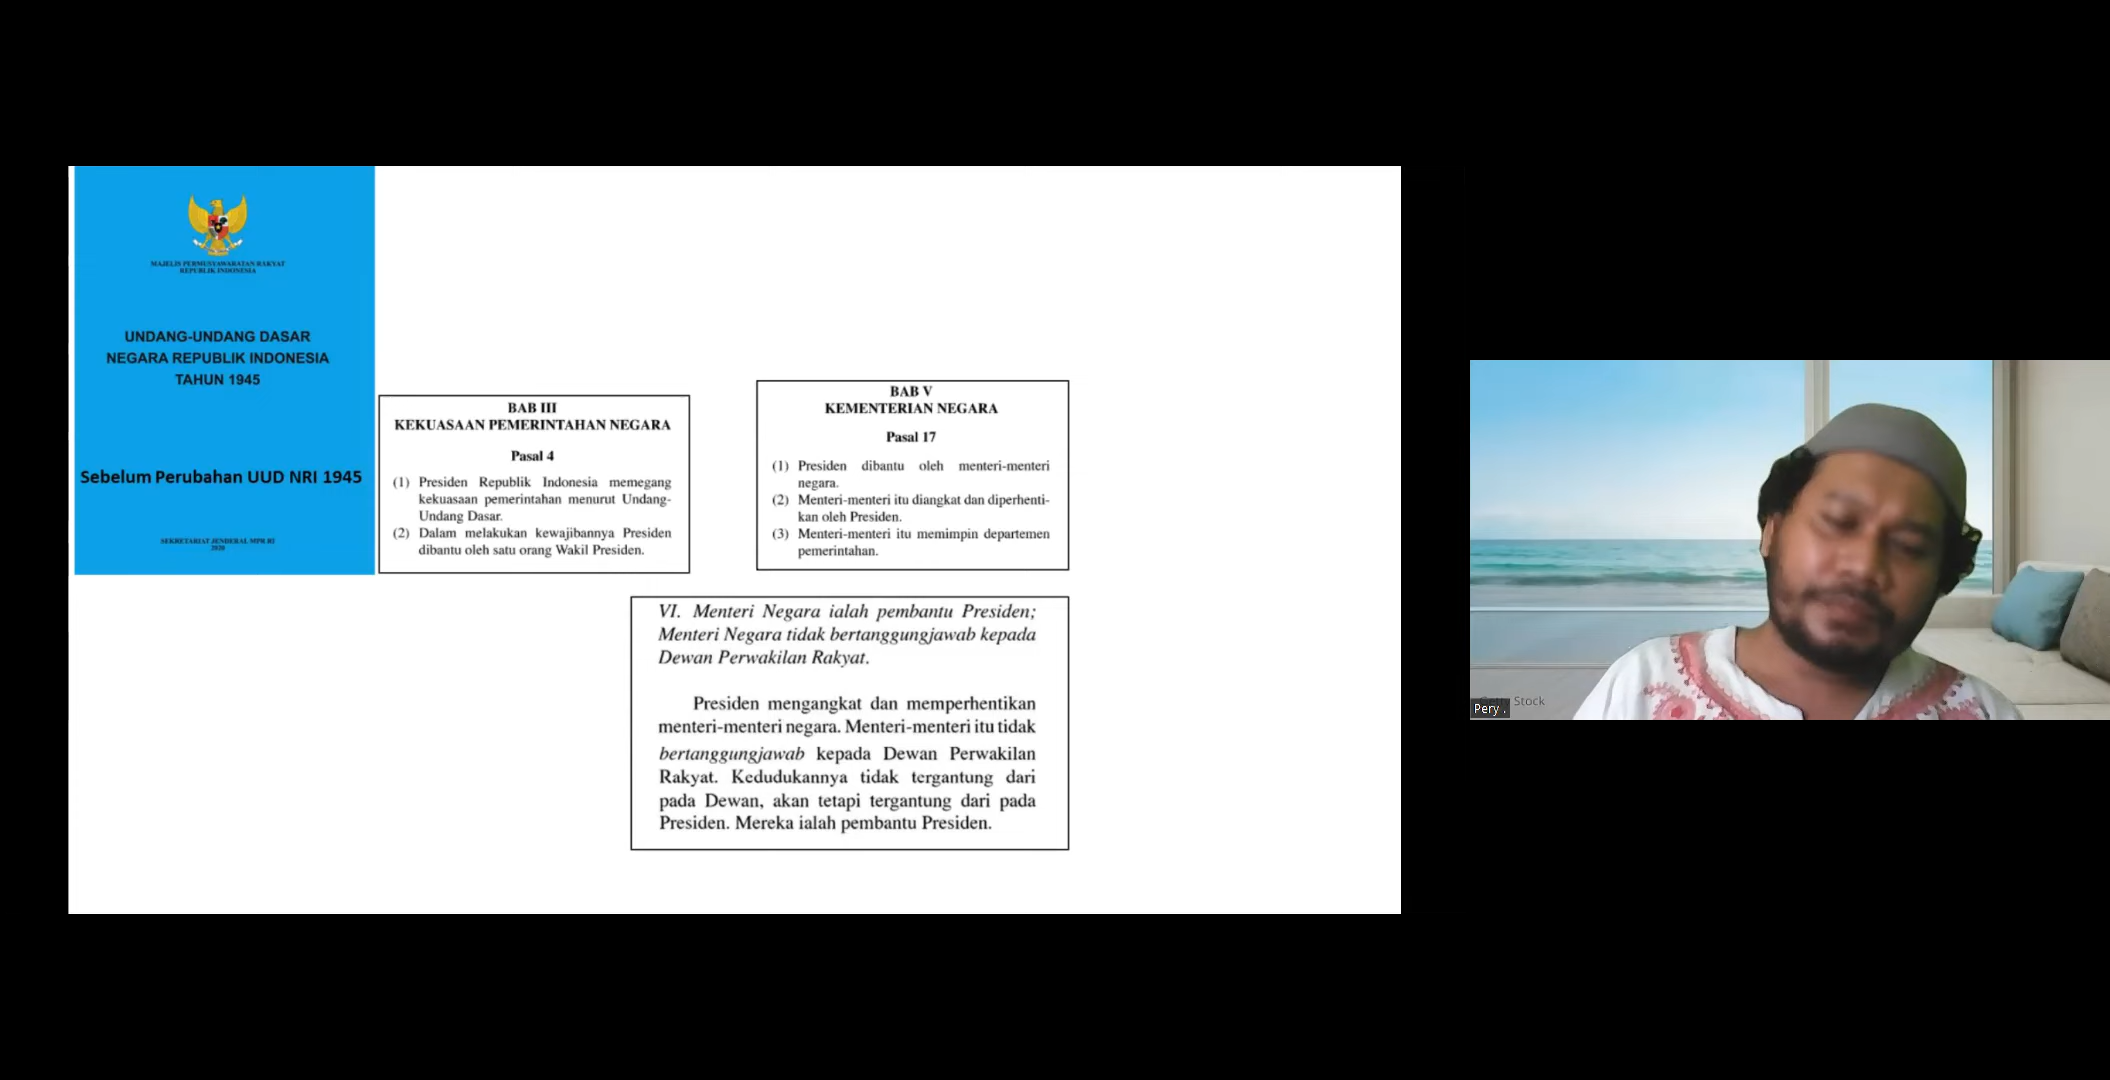 MAJELIS PERMUSYAWARATAN RAKYAT
REPUBLIK INDONESIA
UNDANG-UNDANG DASAR
NEGARA REPUBLIK INDONESIA
TAHUN 1945
Sebelum Perubahan UUD NRI 1945
SEKRETARIAT JENDERAL MPR RI
2020
BAB III
KEKUASAAN PEMERINTAHAN NEGARA
Pasal 4
(1) Presiden Republik Indonesia memegang
kekuasaan pemerintahan menurut Undang-
Undang Dasar.
(2) Dalam melakukan kewajibannya Presiden
dibantu oleh satu orang Wakil Presiden.
BAB V
KEMENTERIAN NEGARA
Pasal 17
(1) Presiden dibantu oleh menteri-menteri
negara.
(2) Menteri-menteri itu diangkat dan diperhenti-
kan oleh Presiden.
(3) Menteri-menteri itu memimpin departemen
pemerintahan.
VI. Menteri Negara ialah pembantu Presiden;
Menteri Negara tidak bertanggungjawab kepada
Dewan Perwakilan Rakyat.
Presiden mengangkat dan memperhentikan
menteri-menteri negara. Menteri-menteri itu tidak
bertanggungjawab kepada Dewan Perwakilan
Rakyat. Kedudukannya tidak tergantung dari
pada Dewan, akan tetapi tergantung dari pada
Presiden. Mereka ialah pembantu Presiden.
Stock
Pery .